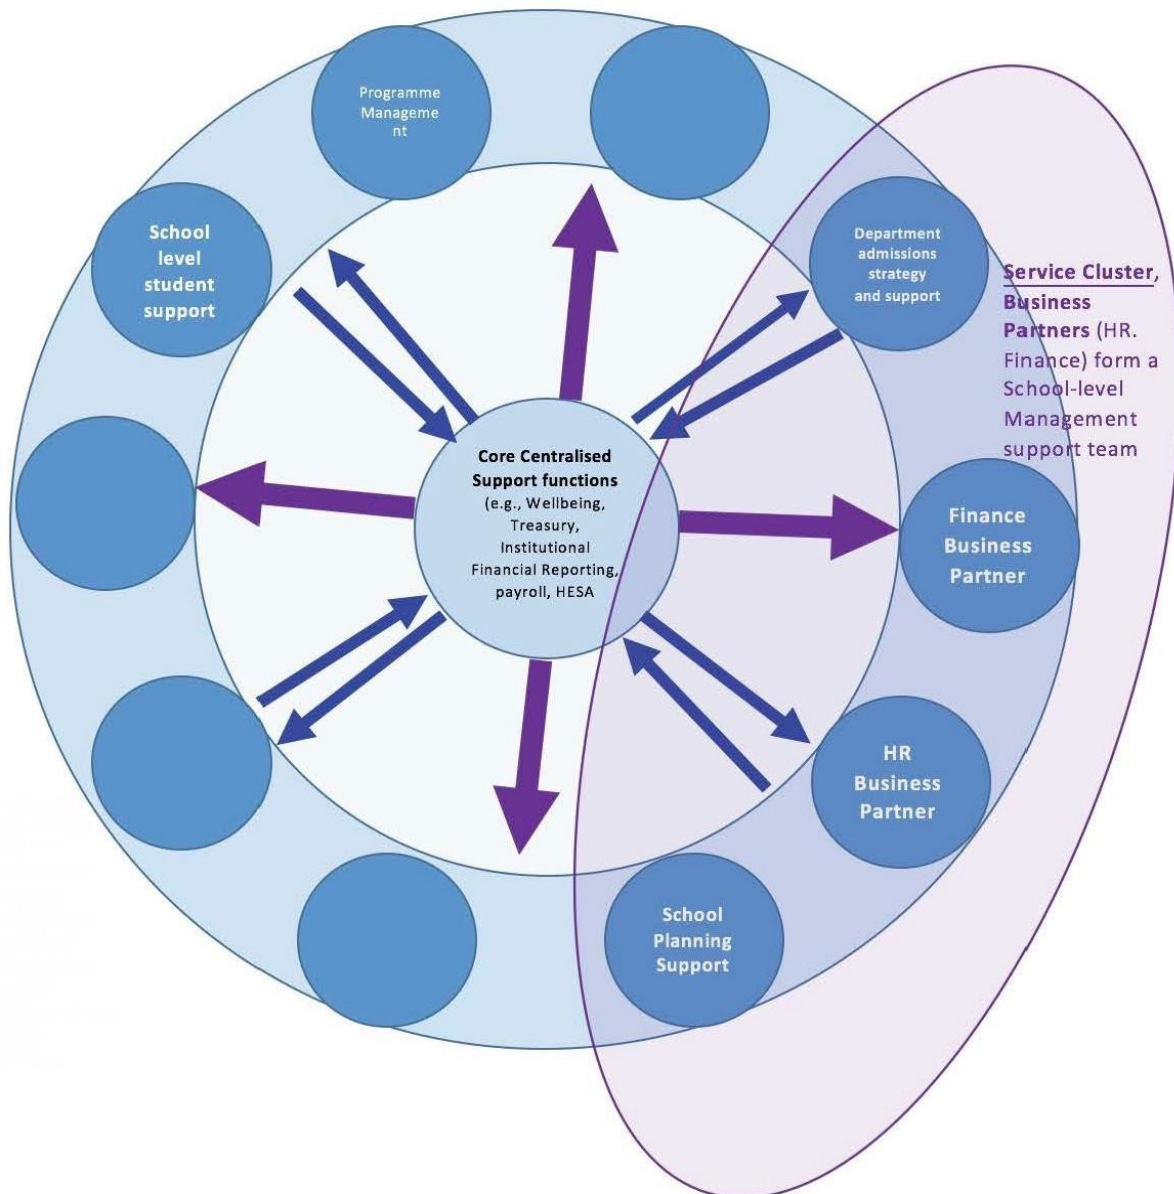 Programme
Manageme
nt
School
level
student
support
Department
admissions
strategy
and support
Service Cluster,
Business
Partners (HR.
Finance) form a
School-level
Management
support team
Core Centralised
Support functions
(e.g., Wellbeing,
Treasury,
Institutional
Financial Reporting,
payroll, HESA
Finance
Business
Partner
HR
Business
Partner
School
Planning
Support